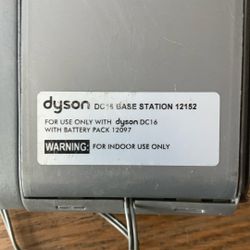 dyson DC16 BASE STATION 12152
FOR USE ONLY WITH dyson DC16
WITH BATTERY PACK 12097
WARNING: FOR INDOOR USE ONLY